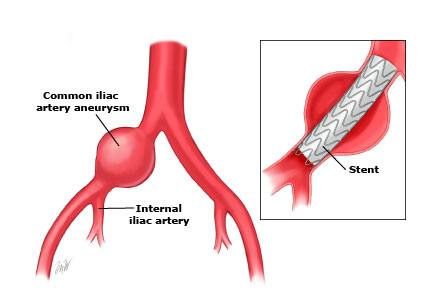 Common iliac
artery aneurysm
Internal
iliac artery
Stent